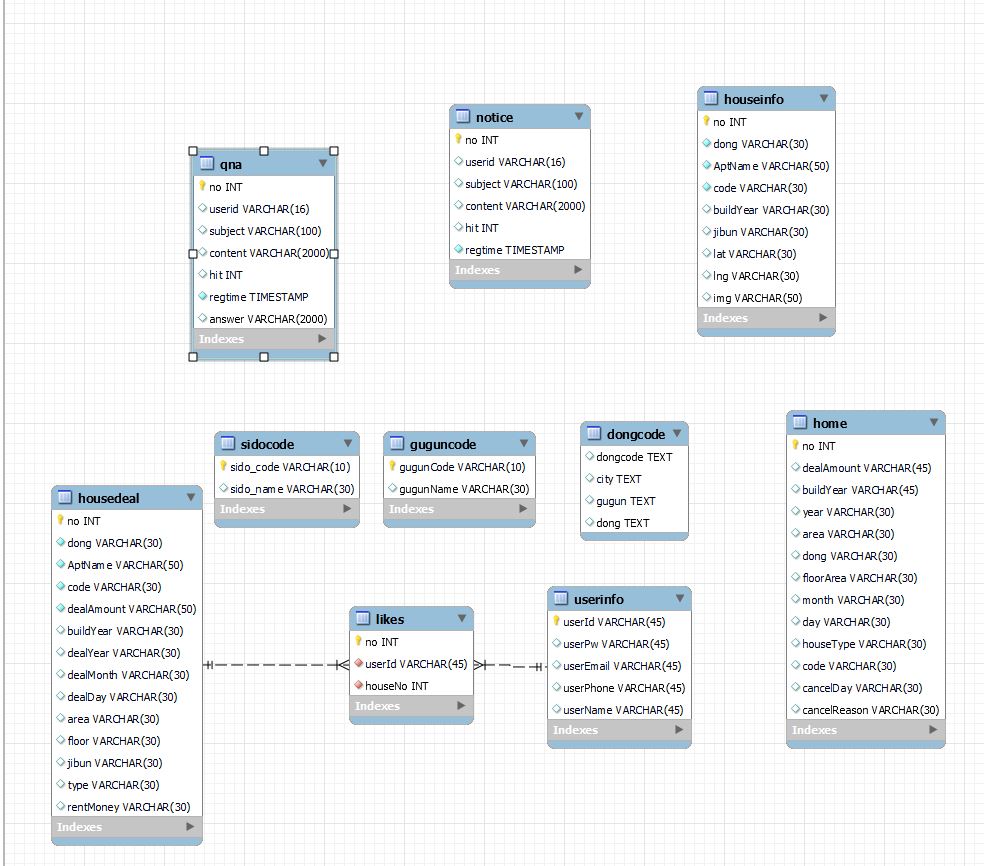 qna
no INT
userid VARCHAR(16)
subject VARCHAR(100)
content VARCHAR(2000)
hit INT
regtime TIMESTAMP
answer VARCHAR(2000)
Indexes
notice
no INT
userid VARCHAR(16)
subject VARCHAR(100)
content VARCHAR(2000)
hit INT
regtime TIMESTAMP
Indexes
houseinfo
no INT
dong VARCHAR(30)
AptName VARCHAR(50)
code VARCHAR(30)
buildYear VARCHAR(30)
jibun VARCHAR(30)
lat VARCHAR(30)
lng VARCHAR(30)
img VARCHAR(50)
Indexes
housedeal
no INT
dong VARCHAR(30)
AptName VARCHAR(50)
code VARCHAR(30)
dealAmount VARCHAR(50)
buildYear VARCHAR(30)
dealYear VARCHAR(30)
dealMonth VARCHAR(30)
dealDay VARCHAR(30)
area VARCHAR(30)
floor VARCHAR(30)
jibun VARCHAR(30)
type VARCHAR(30)
rentMoney VARCHAR(30)
Indexes
sidocode
sido_code VARCHAR(10)
sido_name VARCHAR(30)
Indexes
guguncode
gugunCode VARCHAR(10)
gugunName VARCHAR(30)
Indexes
dongcode
dongcode TEXT
city TEXT
gugun TEXT
dong TEXT
likes
no INT
userId VARCHAR(45)
houseNo INT
Indexes
userinfo
userId VARCHAR(45)
userPw VARCHAR(45)
userEmail VARCHAR(45)
userPhone VARCHAR(45)
userName VARCHAR(45)
Indexes
home
no INT
dealAmount VARCHAR(45)
buildYear VARCHAR(45)
year VARCHAR(30)
area VARCHAR(30)
dong VARCHAR(30)
floorArea VARCHAR(30)
month VARCHAR(30)
day VARCHAR(30)
houseType VARCHAR(30)
code VARCHAR(30)
cancelDay VARCHAR(30)
cancelReason VARCHAR(30)
Indexes